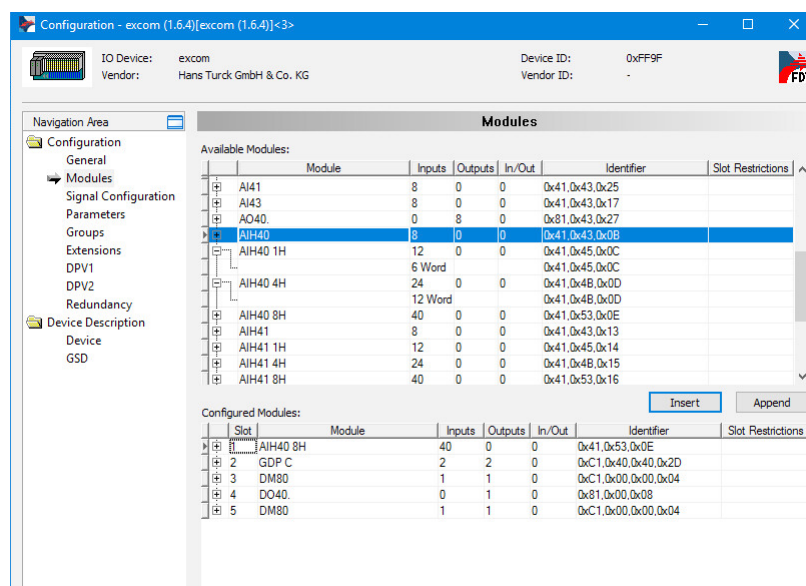 Configuration - excom (1.6.4)[excom (1.6.4)]<3>
IO Device: excom Device ID: 0xFF9F
Vendor: Hans Turck GmbH & Co. KG Vendor ID: -
FDT
Navigation Area
Configuration
General
Modules
Signal Configuration
Parameters
Groups
Extensions
DPV1
DPV2
Redundancy
Device Description
Device
GSD
Modules
Available Modules:
Module Inputs Outputs In/Out Identifier Slot Restrictions
AI41 8 0 0 0x41,0x43,0x25
AI43 8 0 0 0x41,0x43,0x17
AO40. 0 8 0 0x81,0x43,0x27
AIH40 8 0 0 0x41,0x43,0x0B
AIH40 1H 12 0 0 0x41,0x45,0x0C
6 Word 0x41,0x45,0x0C
AIH40 4H 24 0 0 0x41,0x4B,0x0D
12 Word 0x41,0x4B,0x0D
AIH40 8H 40 0 0 0x41,0x53,0x0E
AIH41 8 0 0 0x41,0x43,0x13
AIH41 1H 12 0 0 0x41,0x45,0x14
AIH41 4H 24 0 0 0x41,0x4B,0x15
AIH41 8H 40 0 0 0x41,0x53,0x16
Insert Append
Configured Modules:
Slot Module Inputs Outputs In/Out Identifier Slot Restrictions
1 AIH40 8H 40 0 0 0x41,0x53,0x0E
2 GDP C 2 2 0 0xC1,0x40,0x40,0x2D
3 DM80 1 1 0 0xC1,0x00,0x00,0x04
4 DO40. 0 1 0 0x81,0x00,0x08
5 DM80 1 1 0 0xC1,0x00,0x00,0x04